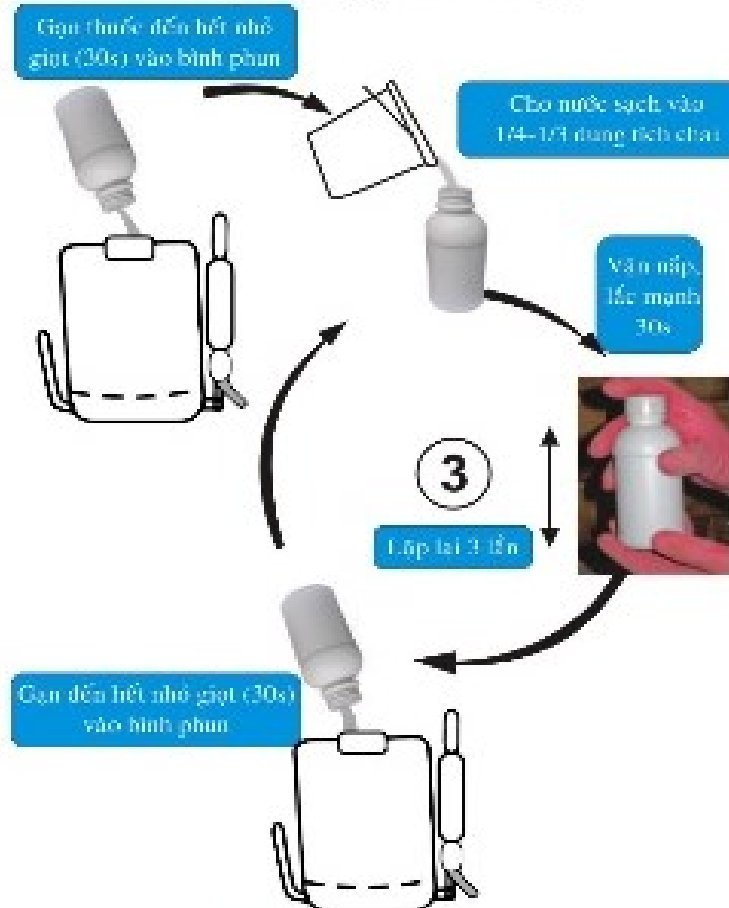 Gạn thuốc đến hết nhỏ
giọt (30s) vào bình phun
Cho nước sạch vào
1/4-1/3 dung tích chai
Vặn nắp,
lắc mạnh
30s
3
Lặp lại 3 lần
Gạn đến hết nhỏ giọt (30s)
vào bình phun